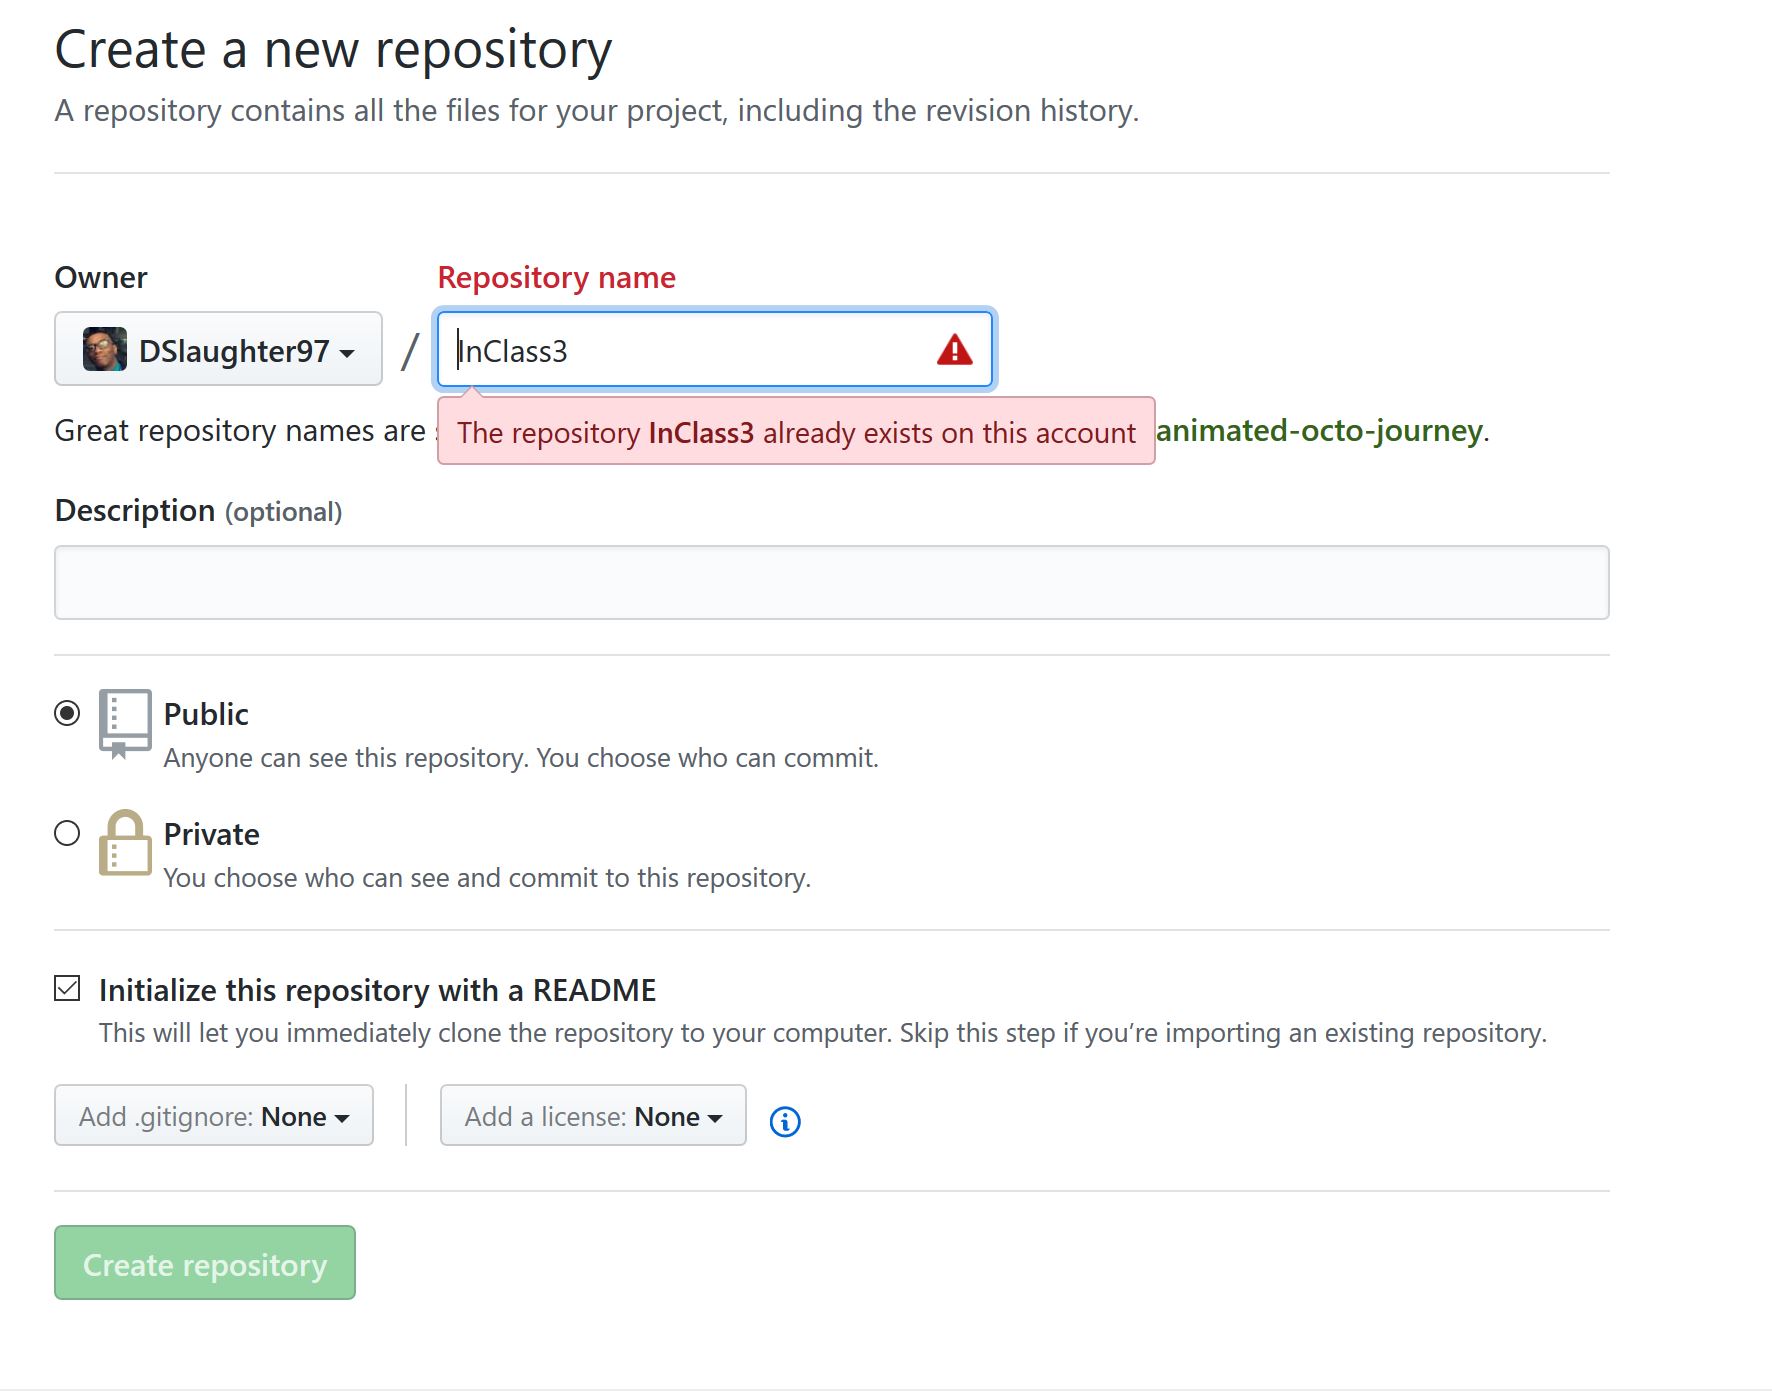 Create a new repository
A repository contains all the files for your project, including the revision history.
Owner
Repository name
DSlaughter97
/
InClass3
Great repository names are
The repository InClass3 already exists on this account
animated-octo-journey.
Description (optional)
Public
Anyone can see this repository. You choose who can commit.
Private
You choose who can see and commit to this repository.
Initialize this repository with a README
This will let you immediately clone the repository to your computer. Skip this step if you’re importing an existing repository.
Add .gitignore: None
Add a license: None
Create repository